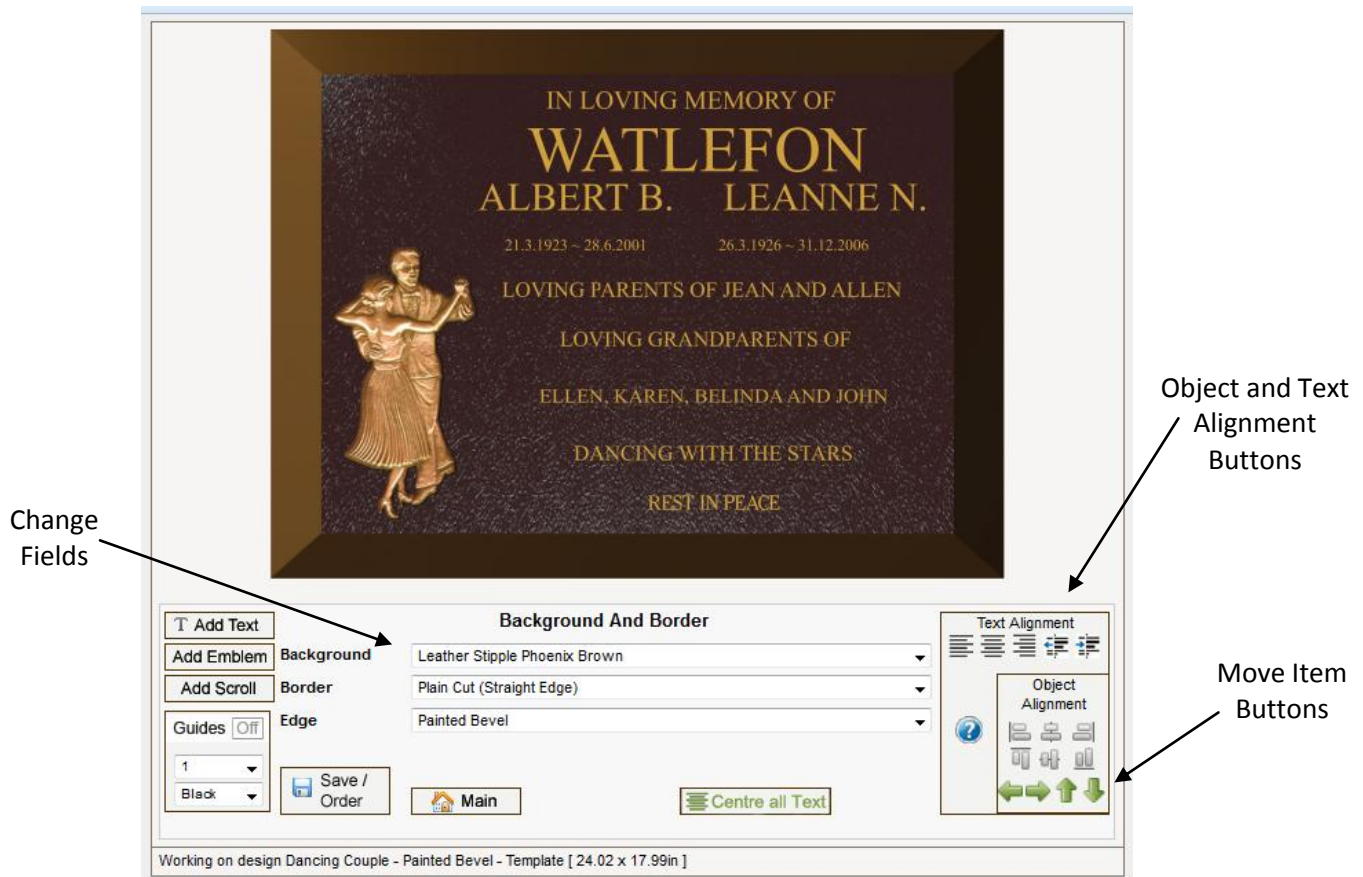 IN LOVING MEMORY OF
WATLEFON
ALBERT B. LEANNE N.
21.3.1923 ~ 28.6.2001 26.3.1926 ~ 31.12.2006
LOVING PARENTS OF JEAN AND ALLEN
LOVING GRANDPARENTS OF
ELLEN, KAREN, BELINDA AND JOHN
DANCING WITH THE STARS
REST IN PEACE
Object and Text
Alignment
Buttons
Change
Fields
Move Item
Buttons
T Add Text
Add Emblem
Add Scroll
Guides Off
1
Black
Background And Border
Background Leather Stipple Phoenix Brown
Border Plain Cut (Straight Edge)
Edge Painted Bevel
Save /
Order
Main
Centre all Text
Text Alignment
Object
Alignment
?
Working on design Dancing Couple - Painted Bevel - Template [ 24.02 x 17.99in ]